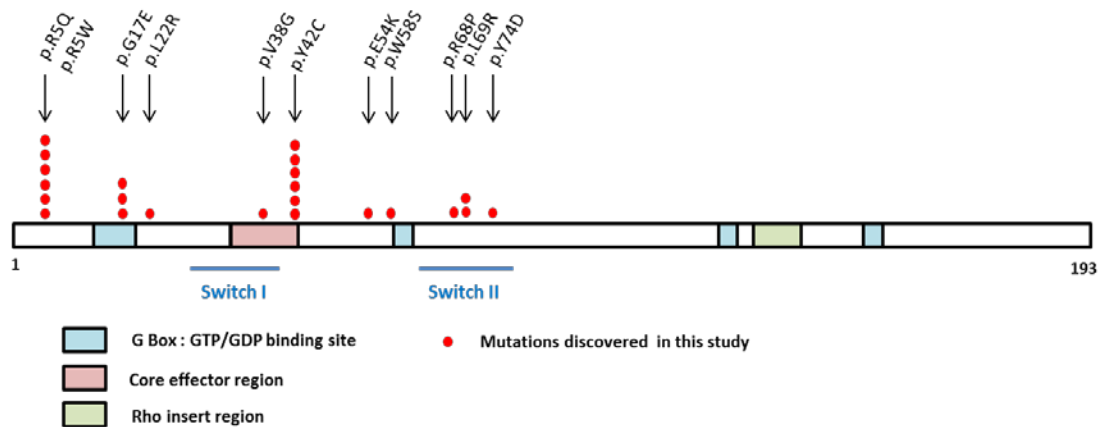 p.R5Q
p.R5W
p.G17E
p.L22R
p.V38G
p.Y42C
p.E54K
p.W58S
p.R68P
p.L69R
p.Y74D
1
193
Switch I
Switch II
G Box : GTP/GDP binding site
Mutations discovered in this study
Core effector region
Rho insert region